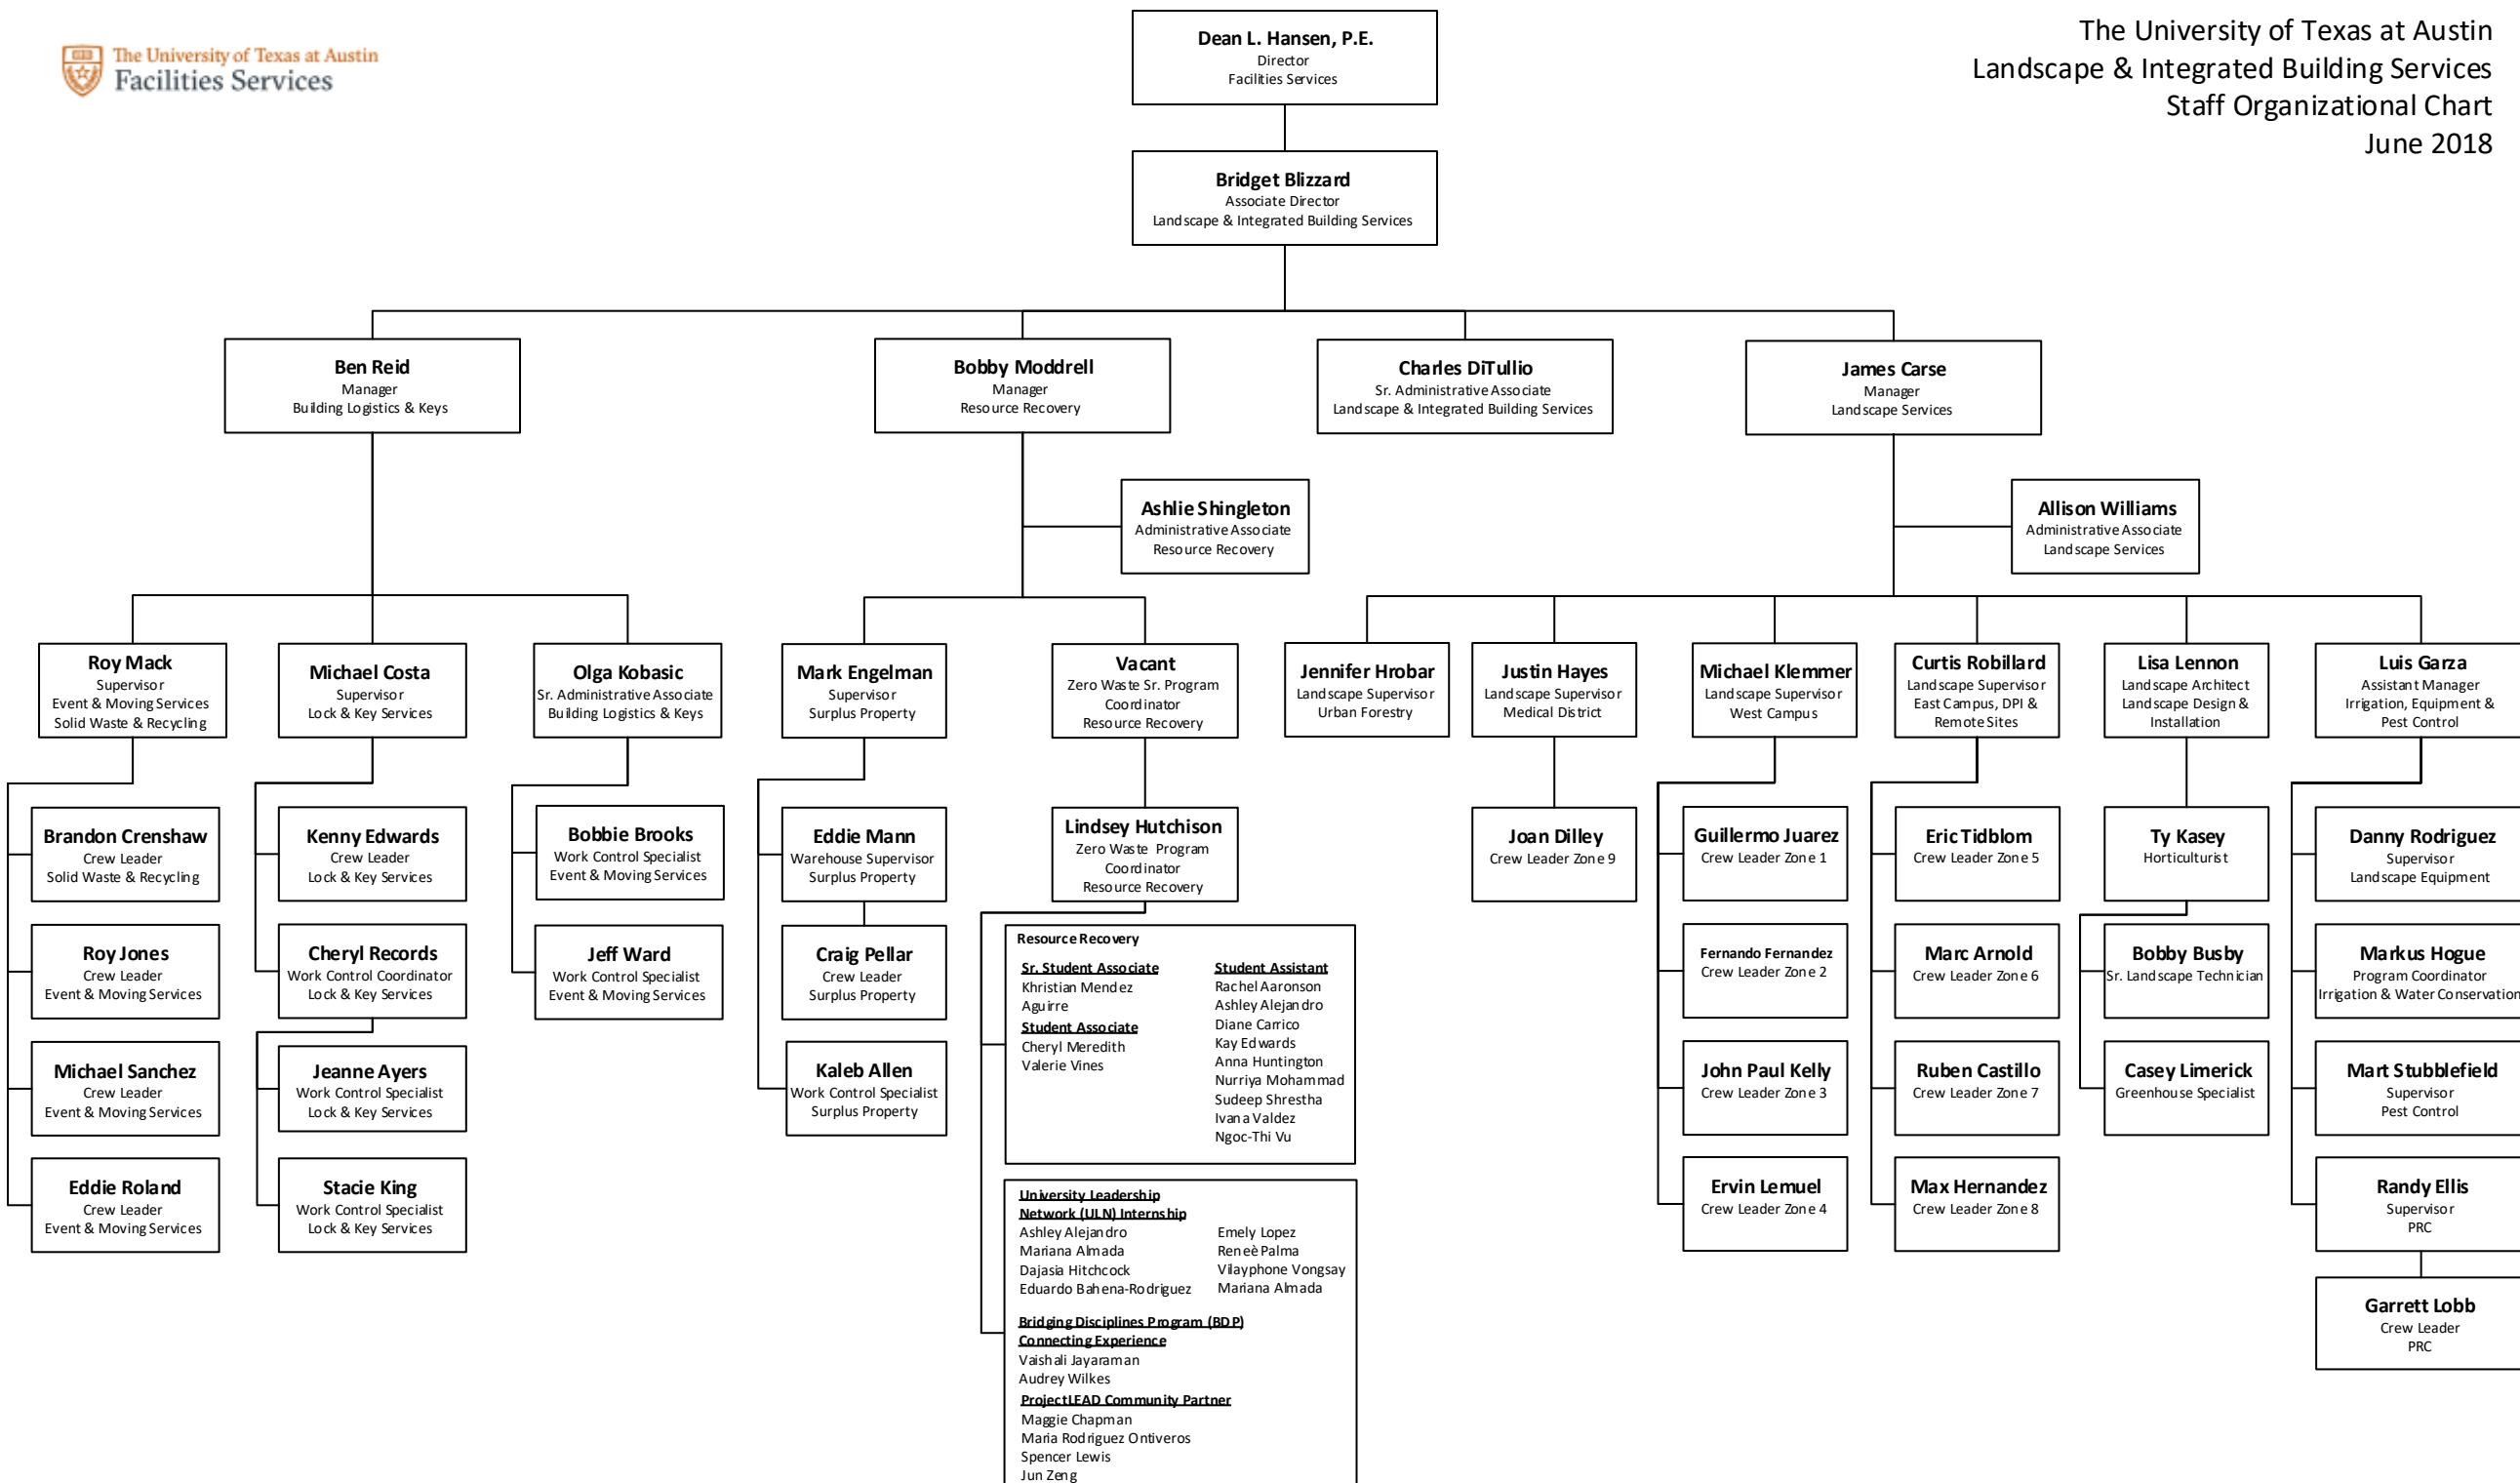 The University of Texas at Austin
Facilities Services
The University of Texas at Austin
Landscape & Integrated Building Services
Staff Organizational Chart
June 2018
Dean L. Hansen, P.E.
Director
Facilities Services
Bridget Blizzard
Associate Director
Landscape & Integrated Building Services
Ben Reid
Manager
Building Logistics & Keys
Bobby Moddrell
Manager
Resource Recovery
Charles DiTullio
Sr. Administrative Associate
Landscape & Integrated Building Services
James Carse
Manager
Landscape Services
Ashlie Shingleton
Administrative Associate
Resource Recovery
Allison Williams
Administrative Associate
Landscape Services
Roy Mack
Supervisor
Event & Moving Services
Solid Waste & Recycling
Michael Costa
Supervisor
Lock & Key Services
Olga Kobasic
Sr. Administrative Associate
Building Logistics & Keys
Mark Engelman
Supervisor
Surplus Property
Vacant
Zero Waste Sr. Program
Coordinator
Resource Recovery
Jennifer Hrobar
Landscape Supervisor
Urban Forestry
Justin Hayes
Landscape Supervisor
Medical District
Michael Klemmer
Landscape Supervisor
West Campus
Curtis Robillard
Landscape Supervisor
East Campus, DPI &
Remote Sites
Lisa Lennon
Landscape Architect
Landscape Design &
Installation
Luis Garza
Assistant Manager
Irrigation, Equipment &
Pest Control
Brandon Crenshaw
Crew Leader
Solid Waste & Recycling
Roy Jones
Crew Leader
Event & Moving Services
Michael Sanchez
Crew Leader
Event & Moving Services
Eddie Roland
Crew Leader
Event & Moving Services
Kenny Edwards
Crew Leader
Lock & Key Services
Cheryl Records
Work Control Coordinator
Lock & Key Services
Jeanne Ayers
Work Control Specialist
Lock & Key Services
Stacie King
Work Control Specialist
Lock & Key Services
Bobbie Brooks
Work Control Specialist
Event & Moving Services
Jeff Ward
Work Control Specialist
Event & Moving Services
Eddie Mann
Warehouse Supervisor
Surplus Property
Craig Pellar
Crew Leader
Surplus Property
Kaleb Allen
Work Control Specialist
Surplus Property
Lindsey Hutchison
Zero Waste Program
Coordinator
Resource Recovery
Resource Recovery
Sr. Student Associate
Khristian Mendez
Aguirre
Student Associate
Cheryl Meredith
Valerie Vines
Student Assistant
Rachel Aaronson
Ashley Alejandro
Diane Carrico
Kay Edwards
Anna Huntington
Nurriya Mohammad
Sudeep Shrestha
Ivana Valdez
Ngoc-Thi Vu
University Leadership
Network (ULN) Internship
Ashley Alejandro
Mariana Almada
Dajasia Hitchcock
Eduardo Bahena-Rodriguez
Emely Lopez
Reneè Palma
Vilayphone Vongsay
Mariana Almada
Bridging Disciplines Program (BDP)
Connecting Experience
Vaishali Jayaraman
Audrey Wilkes
ProjectLEAD Community Partner
Maggie Chapman
Maria Rodriguez Ontiveros
Spencer Lewis
Jun Zeng
Joan Dilley
Crew Leader Zone 9
Guillermo Juarez
Crew Leader Zone 1
Fernando Fernandez
Crew Leader Zone 2
John Paul Kelly
Crew Leader Zone 3
Ervin Lemuel
Crew Leader Zone 4
Eric Tidblom
Crew Leader Zone 5
Marc Arnold
Crew Leader Zone 6
Ruben Castillo
Crew Leader Zone 7
Max Hernandez
Crew Leader Zone 8
Ty Kasey
Horticulturist
Bobby Busby
Sr. Landscape Technician
Casey Limerick
Greenhouse Specialist
Danny Rodriguez
Supervisor
Landscape Equipment
Markus Hogue
Program Coordinator
Irrigation & Water Conservation
Mart Stubblefield
Supervisor
Pest Control
Randy Ellis
Supervisor
PRC
Garrett Lobb
Crew Leader
PRC